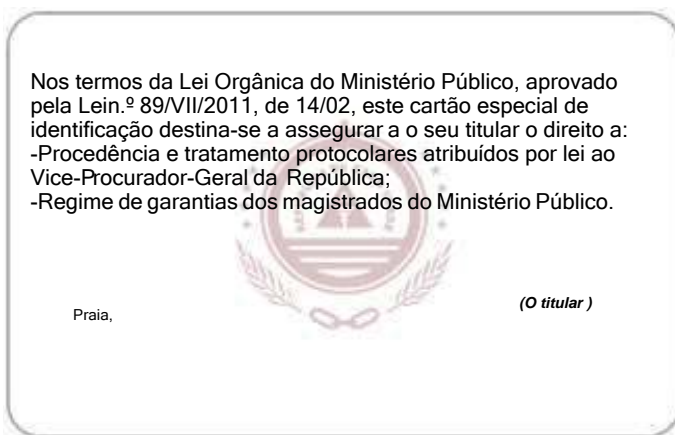 Nos termos da Lei Orgânica do Ministério Público, aprovado
pela Lein.º 89/VII/2011, de 14/02, este cartão especial de
identificação destina-se a assegurar a o seu titular o direito a:
-Procedência e tratamento protocolares atribuídos por lei ao
Vice-Procurador-Geral da República;
-Regime de garantias dos magistrados do Ministério Público.
(O titular )
Praia,